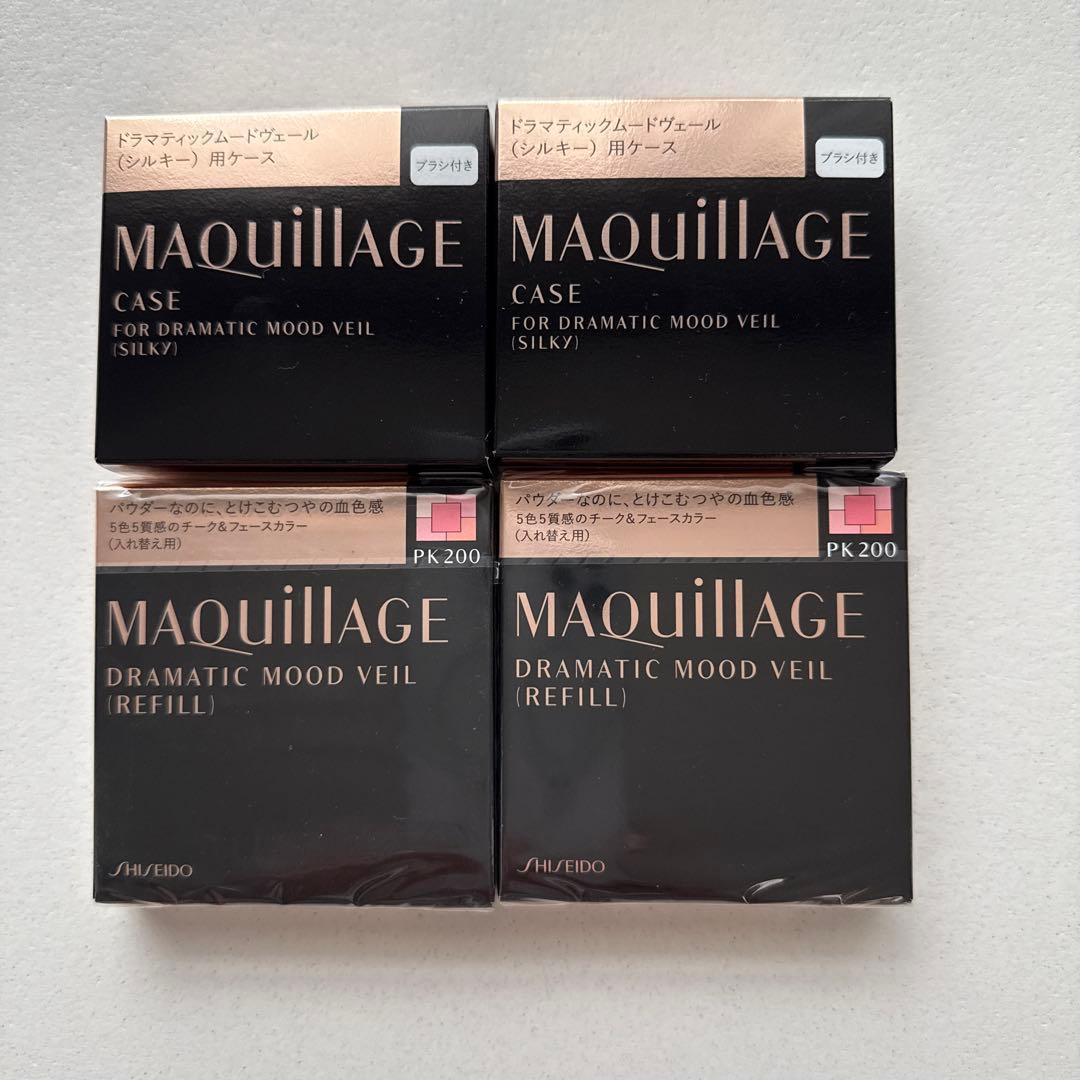 ドラマティックムードヴェール
(シルキー) 用ケース
ブラシ付き
MAQuillAGE
CASE
FOR DRAMATIC MOOD VEIL
(SILKY)
ドラマティックムードヴェール
(シルキー) 用ケース
ブラシ付き
MAQuillAGE
CASE
FOR DRAMATIC MOOD VEIL
(SILKY)
パウダーなのに、とけこむつやの血色感
5色5質感のチーク&フェースカラー
(入れ替え用)
PK200
MAQuillAGE
DRAMATIC MOOD VEIL
(REFILL)
SHISEIDO
パウダーなのに、とけこむつやの血色感
5色5質感のチーク&フェースカラー
(入れ替え用)
PK200
MAQuillAGE
DRAMATIC MOOD VEIL
(REFILL)
SHISEIDO